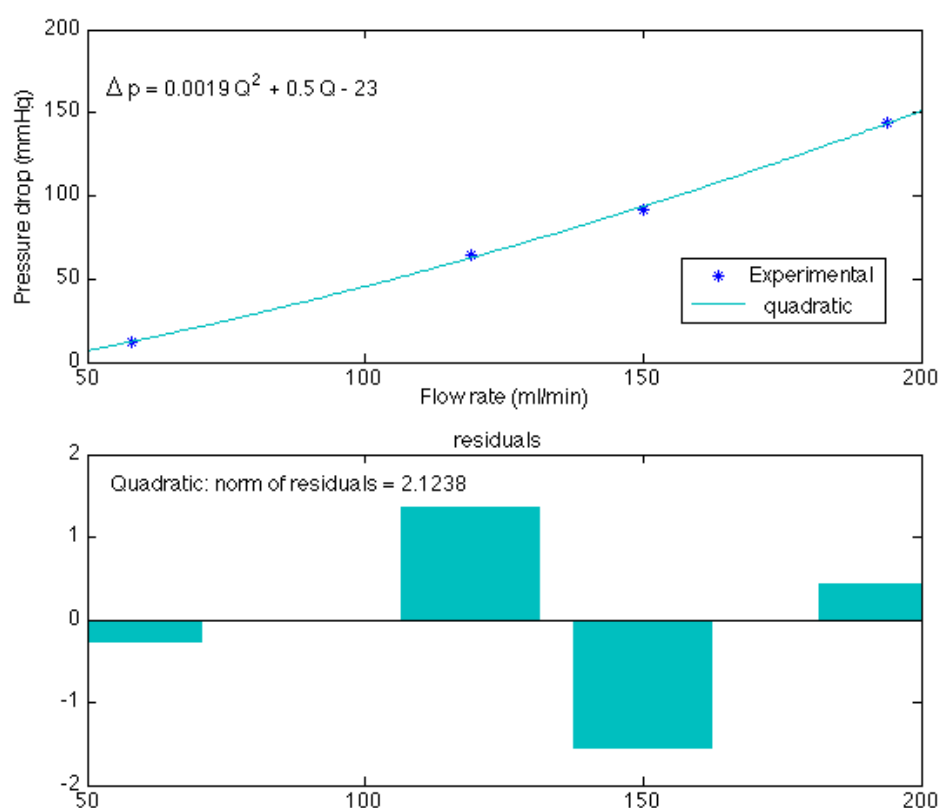 200
Δ p = 0.0019 Q² + 0.5 Q - 23
150
100
50
0
Pressure drop (mmHg)
Experimental
quadratic
50 100 150 200
Flow rate (ml/min)
residuals
2
Quadratic: norm of residuals = 2.1238
1
0
-1
-2
50 100 150 200